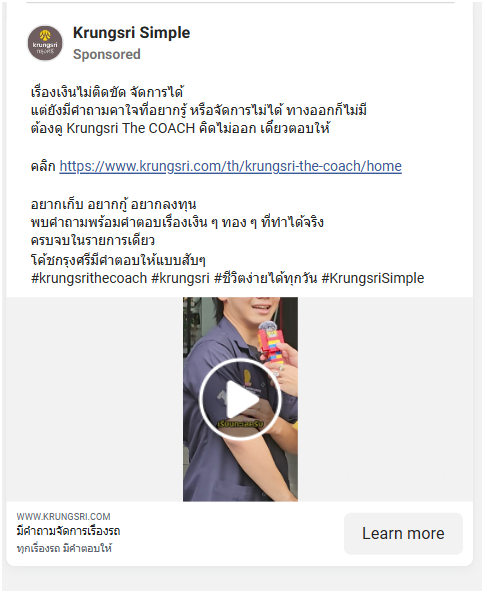 Krungsri Simple
Sponsored
krungsri
กรุงศรี
เรื่องเงินไม่ติดขัด จัดการได้
แต่ยังมีคำถามคาใจที่อยากรู้ หรือจัดการไม่ได้ ทางออกก็ไม่มี
ต้องดู Krungsri The COACH คิดไม่ออก เดี๋ยวตอบให้
คลิก https://www.krungsri.com/th/krungsri-the-coach/home
อยากเก็บ อยากกู้ อยากลงทุน
พบคำถามพร้อมคำตอบเรื่องเงิน ๆ ทอง ๆ ที่ทำได้จริง
ครบจบในรายการเดียว
โค้ชกรุงศรีมีคำตอบให้แบบสับๆ
#krungsrithecoach #krungsri #ชีวิตง่ายได้ทุกวัน #KrungsriSimple
WWW.KRUNGSRI.COM
มีคำถามจัดการเรื่องรถ
ทุกเรื่องรถ มีคำตอบให้
Learn more